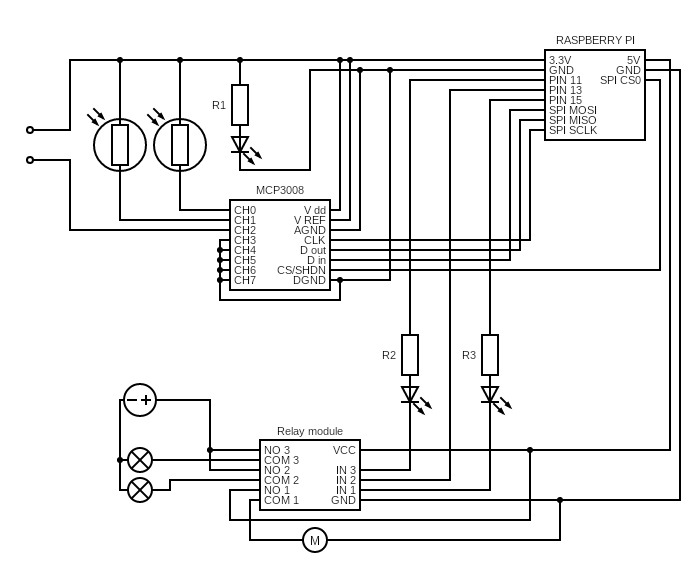 RASPBERRY PI
3.3V 5V
GND GND
PIN 11 SPI CS0
PIN 13
PIN 15
SPI MOSI
SPI MISO
SPI SCLK
R1
MCP3008
CH0 V dd
CH1 V REF
CH2 AGND
CH3 CLK
CH4 D out
CH5 D in
CH6 CS/SHDN
CH7 DGND
R2 R3
Relay module
NO 3 VCC
COM 3
NO 2 IN 3
COM 2 IN 2
NO 1 IN 1
COM 1 GND
M